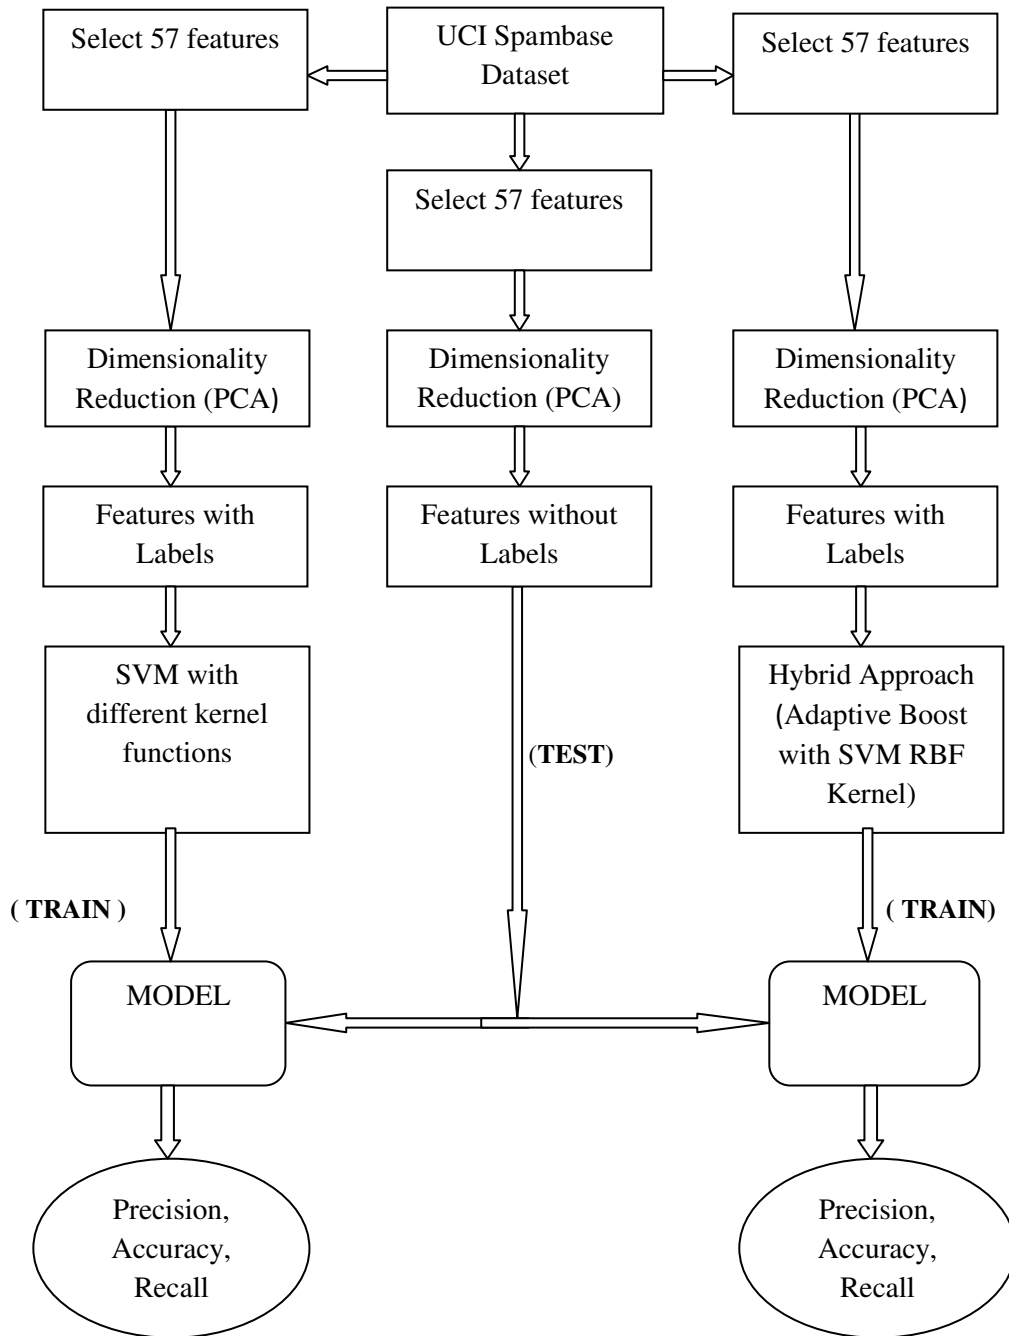 Select 57 features
UCI Spambase
Dataset
Select 57 features
Select 57 features
Dimensionality
Reduction (PCA)
Dimensionality
Reduction (PCA)
Dimensionality
Reduction (PCA)
Features with
Labels
Features without
Labels
Features with
Labels
SVM with
different kernel
functions
(TEST)
Hybrid Approach
(Adaptive Boost
with SVM RBF
Kernel)
( TRAIN )
( TRAIN)
MODEL
MODEL
Precision,
Accuracy,
Recall
Precision,
Accuracy,
Recall